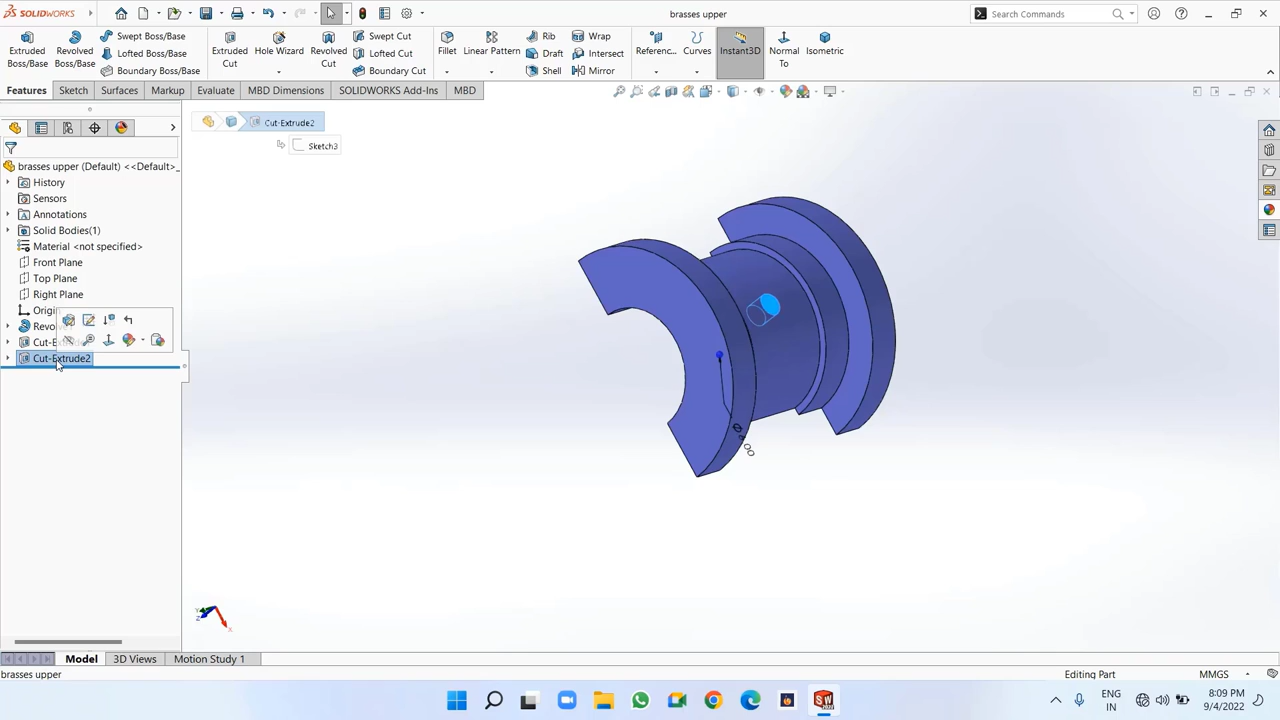 SOLIDWORKS
brasses upper
Search Commands
Extruded Boss/Base
Revolved Boss/Base
Swept Boss/Base
Lofted Boss/Base
Boundary Boss/Base
Extruded Cut
Hole Wizard
Revolved Cut
Swept Cut
Lofted Cut
Boundary Cut
Fillet
Linear Pattern
Rib
Draft
Shell
Wrap
Intersect
Mirror
Referenc...
Curves
Instant3D
Normal To
Isometric
Features
Sketch
Surfaces
Markup
Evaluate
MBD Dimensions
SOLIDWORKS Add-Ins
MBD
Cut-Extrude2
Sketch3
brasses upper (Default) <<Default>_
History
Sensors
Annotations
Solid Bodies(1)
Material <not specified>
Front Plane
Top Plane
Right Plane
Origin
Revo
Cut-Ex
Cut-Extrude2
Y
Z
X
Model
3D Views
Motion Study 1
brasses upper
Editing Part
MMGS
ENG
IN
8:09 PM
9/4/2022